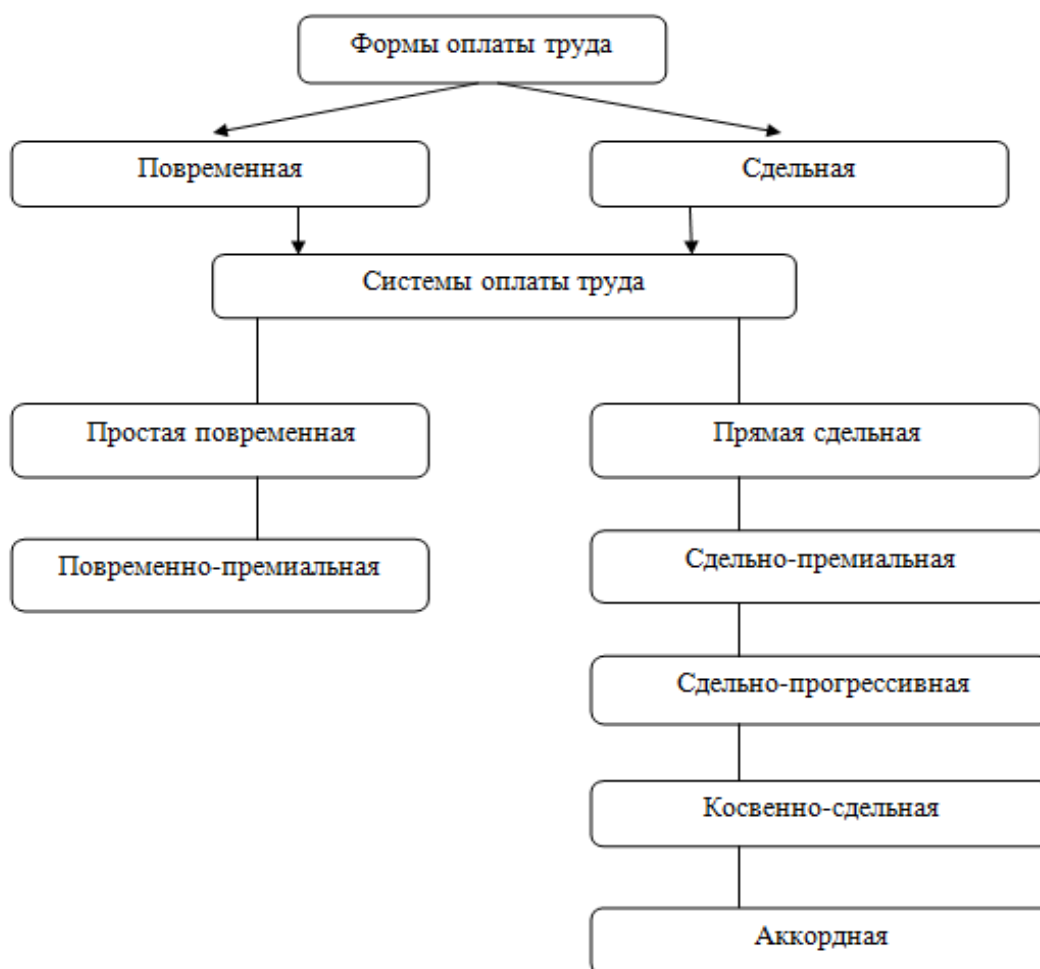 Формы оплаты труда
Повременная
Сдельная
Системы оплаты труда
Простая повременная
Прямая сдельная
Повременно-премиальная
Сдельно-премиальная
Сдельно-прогрессивная
Косвенно-сдельная
Аккордная